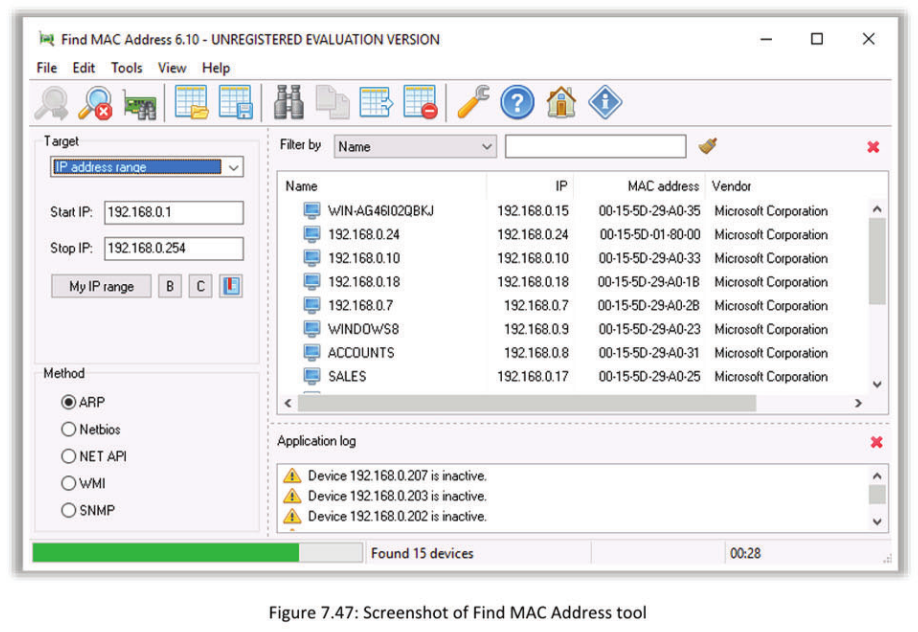 Find MAC Address 6.10 - UNREGISTERED EVALUATION VERSION
File Edit Tools View Help
Target
IP address range
Start IP: 192.168.0.1
Stop IP: 192.168.0.254
My IP range B C
Method
ARP
Netbios
NET API
WMI
SNMP
Filter by Name
Name IP MAC address Vendor
WIN-AG46I02QBKJ 192.168.0.15 00-15-5D-29-A0-35 Microsoft Corporation
192.168.0.24 192.168.0.24 00-15-5D-01-80-00 Microsoft Corporation
192.168.0.10 192.168.0.10 00-15-5D-29-A0-33 Microsoft Corporation
192.168.0.18 192.168.0.18 00-15-5D-29-A0-1B Microsoft Corporation
192.168.0.7 192.168.0.7 00-15-5D-29-A0-2B Microsoft Corporation
WINDOWS8 192.168.0.9 00-15-5D-29-A0-23 Microsoft Corporation
ACCOUNTS 192.168.0.8 00-15-5D-29-A0-31 Microsoft Corporation
SALES 192.168.0.17 00-15-5D-29-A0-25 Microsoft Corporation
Application log
Device 192.168.0.207 is inactive.
Device 192.168.0.203 is inactive.
Device 192.168.0.202 is inactive.
Found 15 devices 00:28
Figure 7.47: Screenshot of Find MAC Address tool